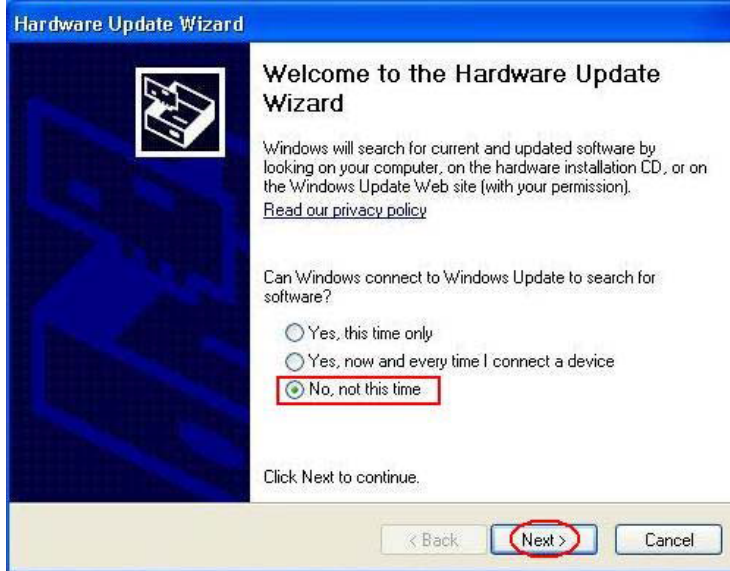 Hardware Update Wizard
Welcome to the Hardware Update
Wizard
Windows will search for current and updated software by
looking on your computer, on the hardware installation CD, or on
the Windows Update Web site (with your permission).
Read our privacy policy
Can Windows connect to Windows Update to search for
software?
Yes, this time only
Yes, now and every time I connect a device
No, not this time
Click Next to continue.
< Back
Next >
Cancel